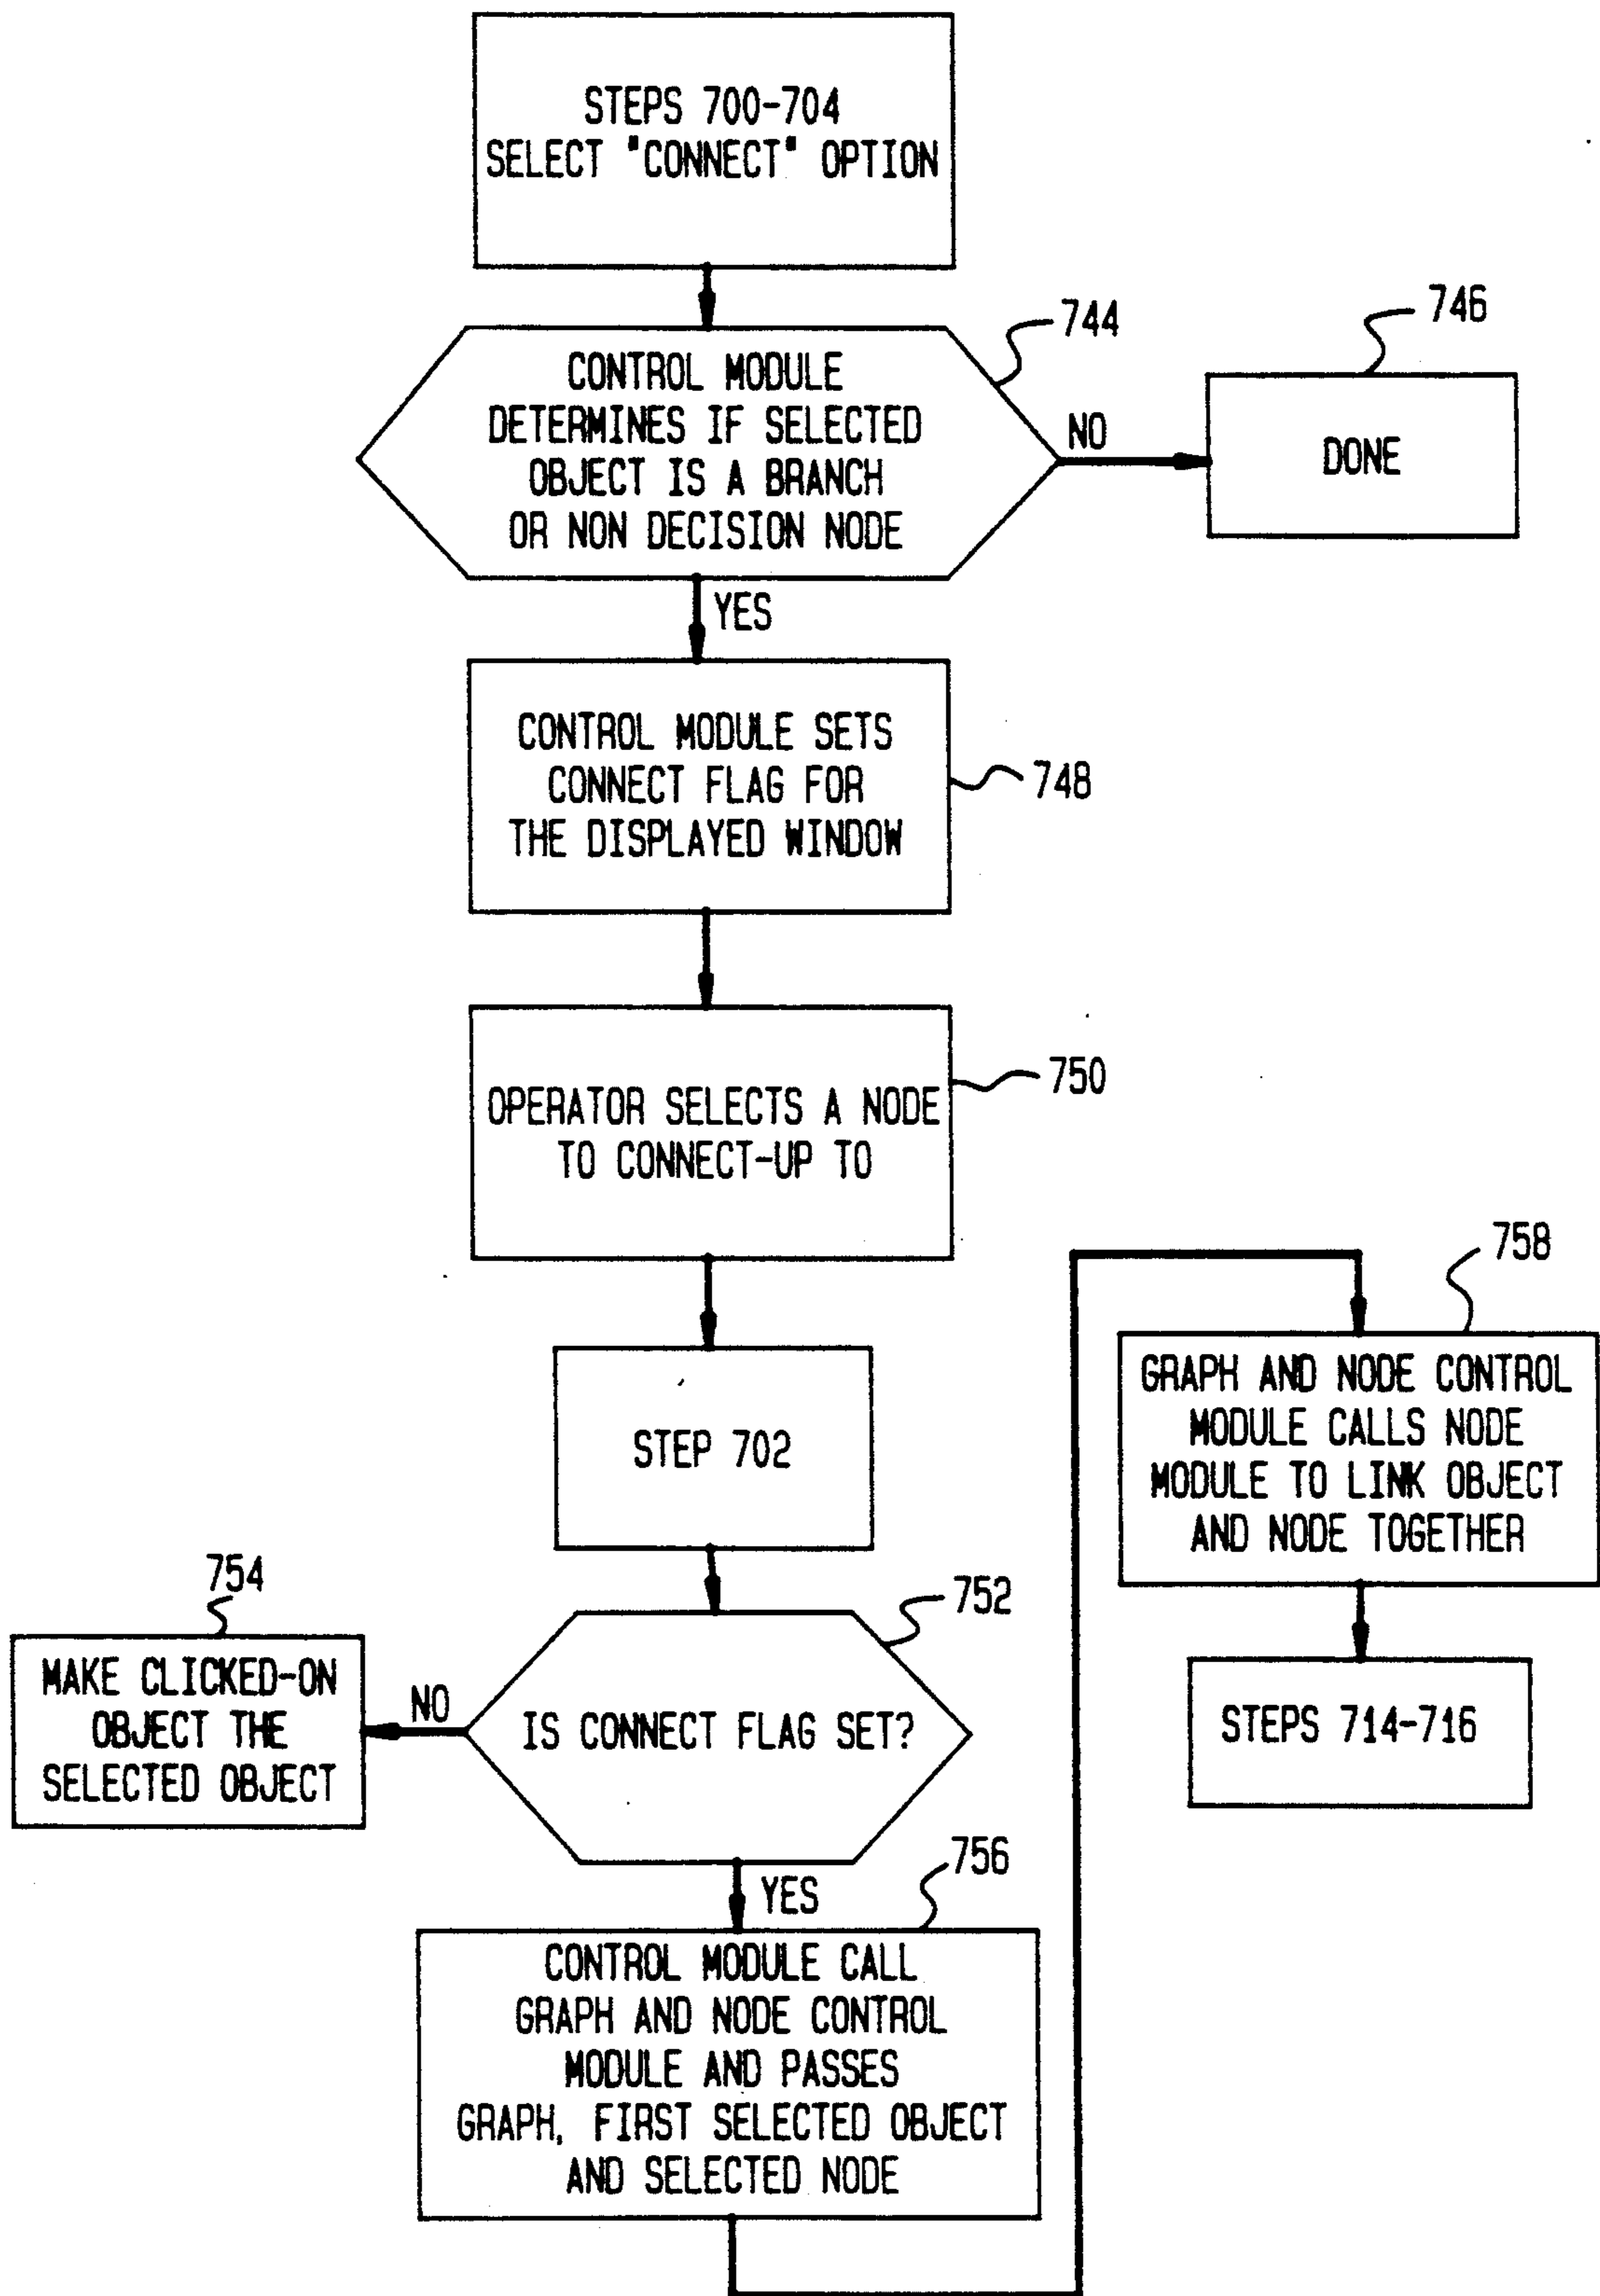 STEPS 700-704
SELECT "CONNECT" OPTION
744
CONTROL MODULE
DETERMINES IF SELECTED
OBJECT IS A BRANCH
OR NON DECISION NODE
NO
746
DONE
YES
CONTROL MODULE SETS
CONNECT FLAG FOR
THE DISPLAYED WINDOW
748
OPERATOR SELECTS A NODE
TO CONNECT-UP TO
750
STEP 702
752
IS CONNECT FLAG SET?
NO
754
MAKE CLICKED-ON
OBJECT THE
SELECTED OBJECT
YES
756
CONTROL MODULE CALL
GRAPH AND NODE CONTROL
MODULE AND PASSES
GRAPH, FIRST SELECTED OBJECT
AND SELECTED NODE
758
GRAPH AND NODE CONTROL
MODULE CALLS NODE
MODULE TO LINK OBJECT
AND NODE TOGETHER
STEPS 714-716